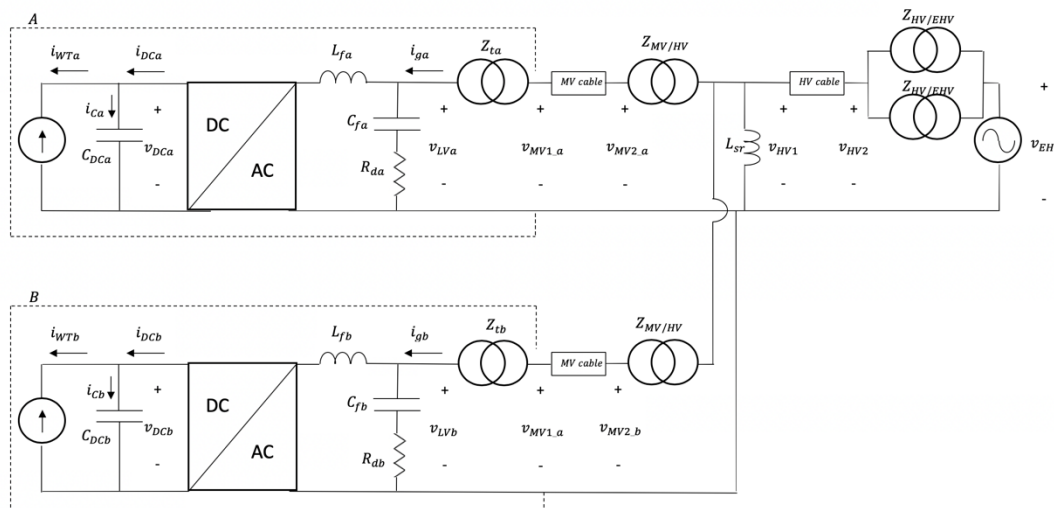 A
i_WTa
i_DCa
L_fa
i_ga
Z_ta
Z_MV/HV
Z_HV/EHV
i_Ca
C_DCa
+
v_DCa
-
DC
AC
C_fa
R_da
+
v_LVa
-
+
v_MV1_a
-
MV cable
+
v_MV2_a
-
L_sr
HV cable
+
v_HV1
-
+
v_HV2
-
Z_HV/EHV
+
v_EH
-
B
i_WTb
i_DCb
L_fb
i_gb
Z_tb
Z_MV/HV
i_Cb
C_DCb
+
v_DCb
-
DC
AC
C_fb
R_db
+
v_LVb
-
+
v_MV1_a
-
MV cable
+
v_MV2_b
-